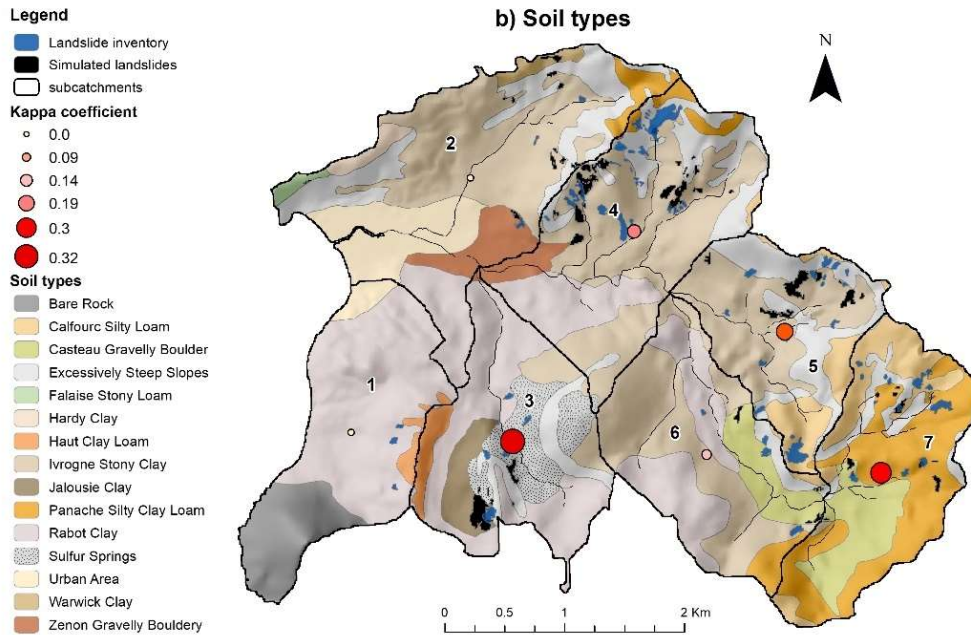 b) Soil types
Legend
Landslide inventory
Simulated landslides
subcatchments
Kappa coefficient
0.0
0.09
0.14
0.19
0.3
0.32
Soil types
Bare Rock
Calfourc Silty Loam
Casteau Gravelly Boulder
Excessively Steep Slopes
Falaise Stony Loam
Hardy Clay
Haut Clay Loam
Ivrogne Stony Clay
Jalousie Clay
Panache Silty Clay Loam
Rabot Clay
Sulfur Springs
Urban Area
Warwick Clay
Zenon Gravelly Bouldery
N
2
4
1
3
5
6
7
0 0.5 1 2 Km